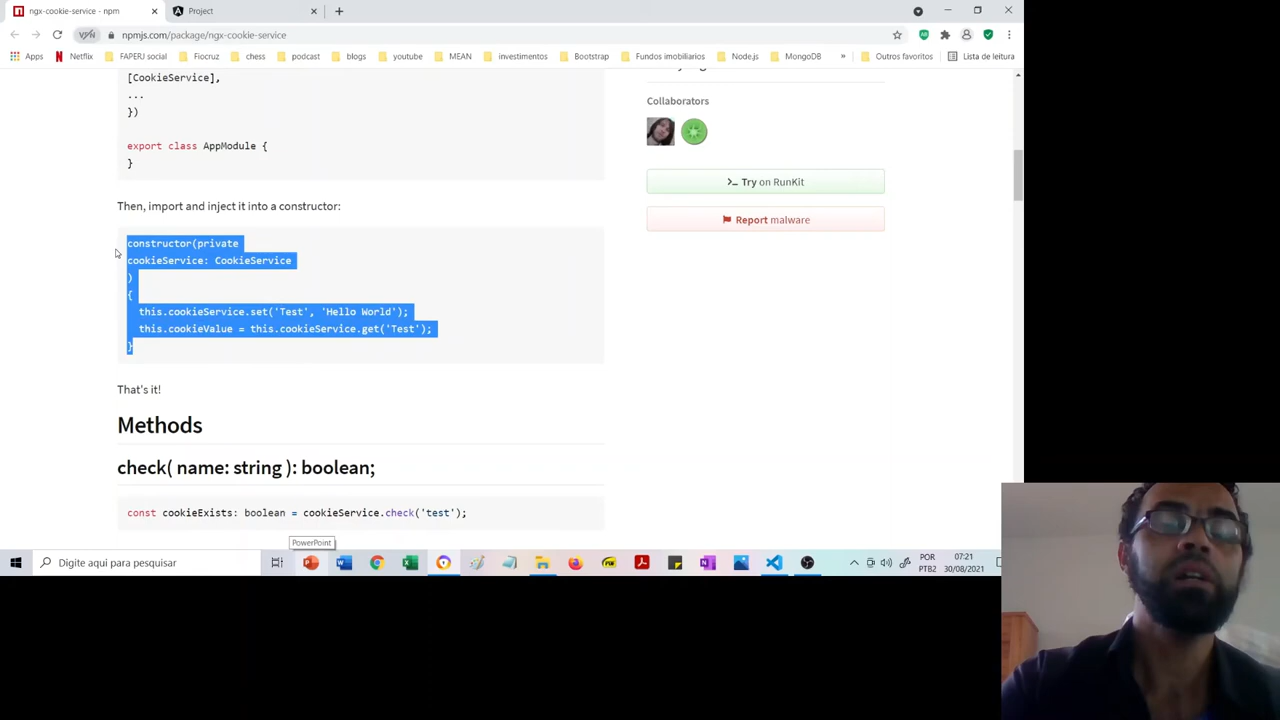 ngx-cookie-service - npm
Project
npmjs.com/package/ngx-cookie-service
VPN
Apps
Netflix
FAPERJ social
Fiocruz
chess
podcast
blogs
youtube
MEAN
investimentos
Bootstrap
Fundos imobiliarios
Node.js
MongoDB
»
Outros favoritos
Lista de leitura
[CookieService],
...
})
export class AppModule {
}
Then, import and inject it into a constructor:
constructor(private
cookieService: CookieService
)
{
this.cookieService.set('Test', 'Hello World');
this.cookieValue = this.cookieService.get('Test');
}
That's it!
Methods
check( name: string ): boolean;
const cookieExists: boolean = cookieService.check('test');
Collaborators
Try on RunKit
Report malware
PowerPoint
Digite aqui para pesquisar
POR
PTB2
07:21
30/08/2021